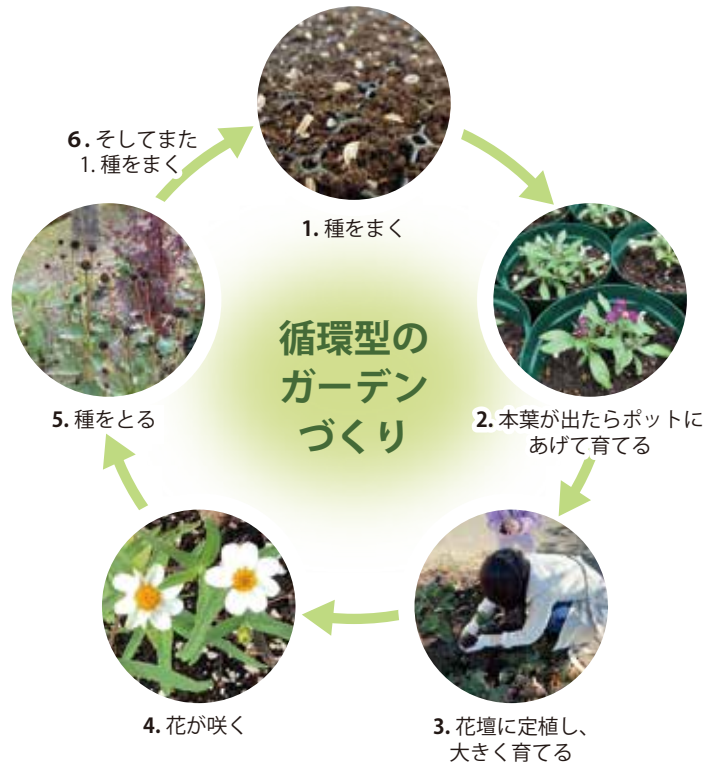 循環型の
ガーデン
づくり
1. 種をまく
2. 本葉が出たらポットに
あげて育てる
3. 花壇に定植し、
大きく育てる
4. 花が咲く
5. 種をとる
6. そしてまた
1. 種をまく